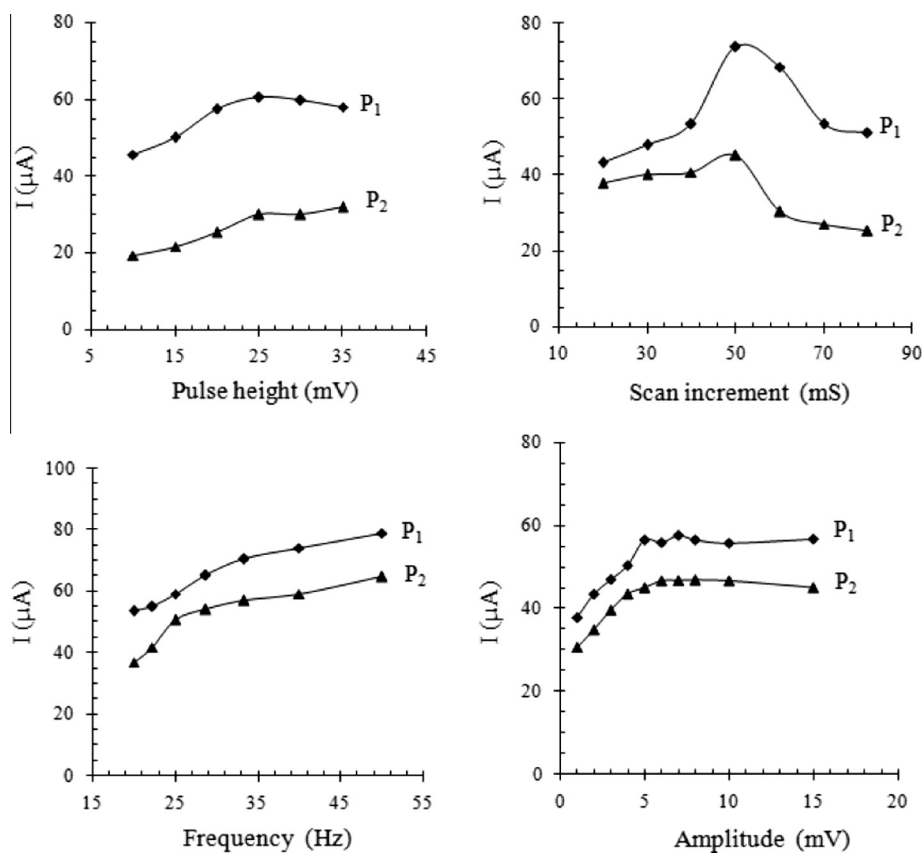 80
60
40
20
0
I (μA)
P1
P2
5 15 25 35 45
Pulse height (mV)
80
60
40
20
0
I (μA)
P1
P2
10 30 50 70 90
Scan increment (mS)
100
80
60
40
20
0
I (μA)
P1
P2
15 25 35 45 55
Frequency (Hz)
80
60
40
20
0
I (μA)
P1
P2
0 5 10 15 20
Amplitude (mV)